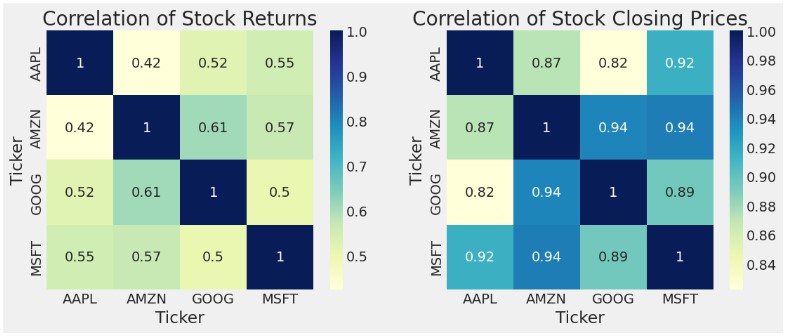 Correlation of Stock Returns
AAPL 1 0.42 0.52 0.55
AMZN 0.42 1 0.61 0.57
GOOG 0.52 0.61 1 0.5
MSFT 0.55 0.57 0.5 1
AAPL AMZN GOOG MSFT
Ticker
Ticker
1.0
0.9
0.8
0.7
0.6
0.5
Correlation of Stock Closing Prices
AAPL 1 0.87 0.82 0.92
AMZN 0.87 1 0.94 0.94
GOOG 0.82 0.94 1 0.89
MSFT 0.92 0.94 0.89 1
AAPL AMZN GOOG MSFT
Ticker
Ticker
1.00
0.98
0.96
0.94
0.92
0.90
0.88
0.86
0.84